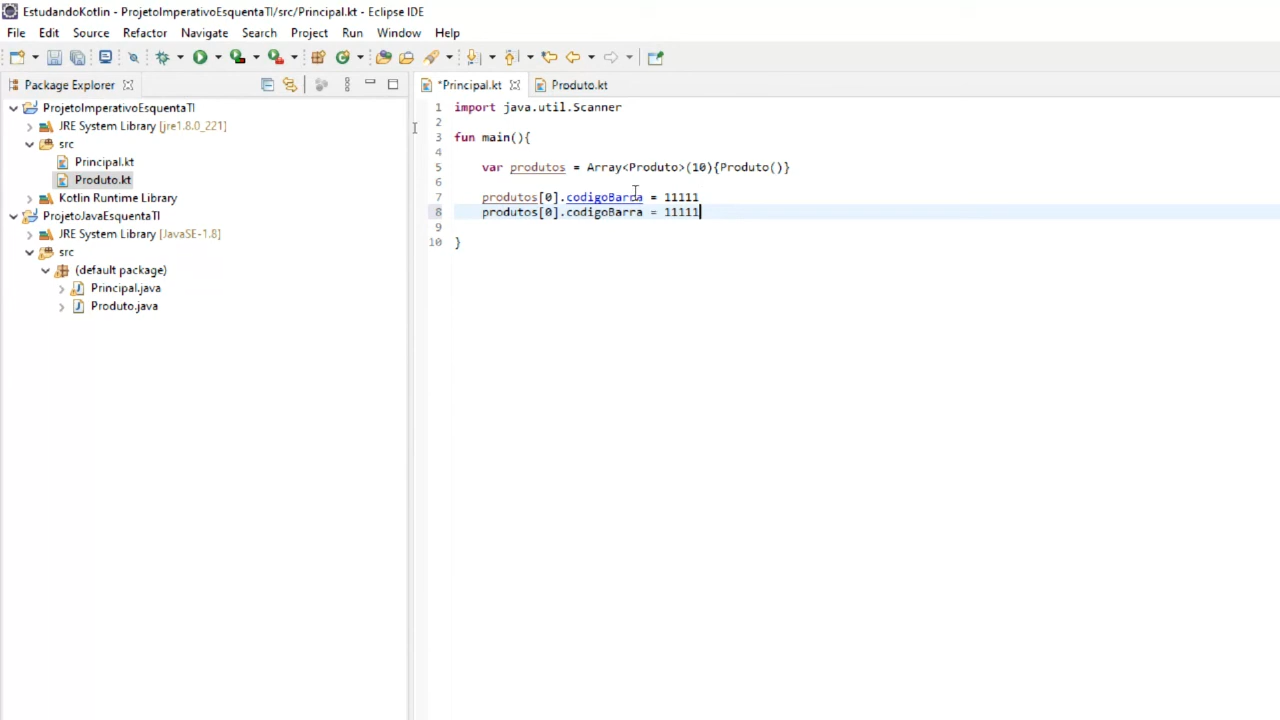 EstudandoKotlin - ProjetoImperativoEsquentaTI/src/Principal.kt - Eclipse IDE
File Edit Source Refactor Navigate Search Project Run Window Help
Package Explorer
*Principal.kt Produto.kt
ProjetoImperativoEsquentaTI
JRE System Library [jre1.8.0_221]
src
Principal.kt
Produto.kt
Kotlin Runtime Library
ProjetoJavaEsquentaTI
JRE System Library [JavaSE-1.8]
src
(default package)
Principal.java
Produto.java
1 import java.util.Scanner
2
3 fun main(){
4
5 var produtos = Array<Produto>(10){Produto()}
6
7 produtos[0].codigoBarra = 11111
8 produtos[0].codigoBarra = 11111
9
10 }